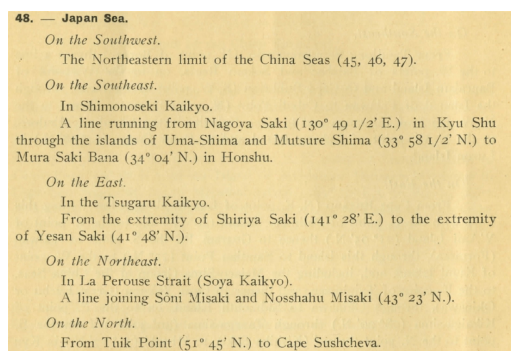 48. — Japan Sea.
On the Southwest.
The Northeastern limit of the China Seas (45, 46, 47).
On the Southeast.
In Shimonoseki Kaikyo.
A line running from Nagoya Saki (130° 49 1/2' E.) in Kyu Shu
through the islands of Uma-Shima and Mutsure Shima (33° 58 1/2' N.) to
Mura Saki Bana (34° 04' N.) in Honshu.
On the East.
In the Tsugaru Kaikyo.
From the extremity of Shiriya Saki (141° 28' E.) to the extremity
of Yesan Saki (41° 48' N.).
On the Northeast.
In La Perouse Strait (Soya Kaikyo).
A line joining Sôni Misaki and Nosshahu Misaki (43° 23' N.).
On the North.
From Tuik Point (51° 45' N.) to Cape Sushcheva.